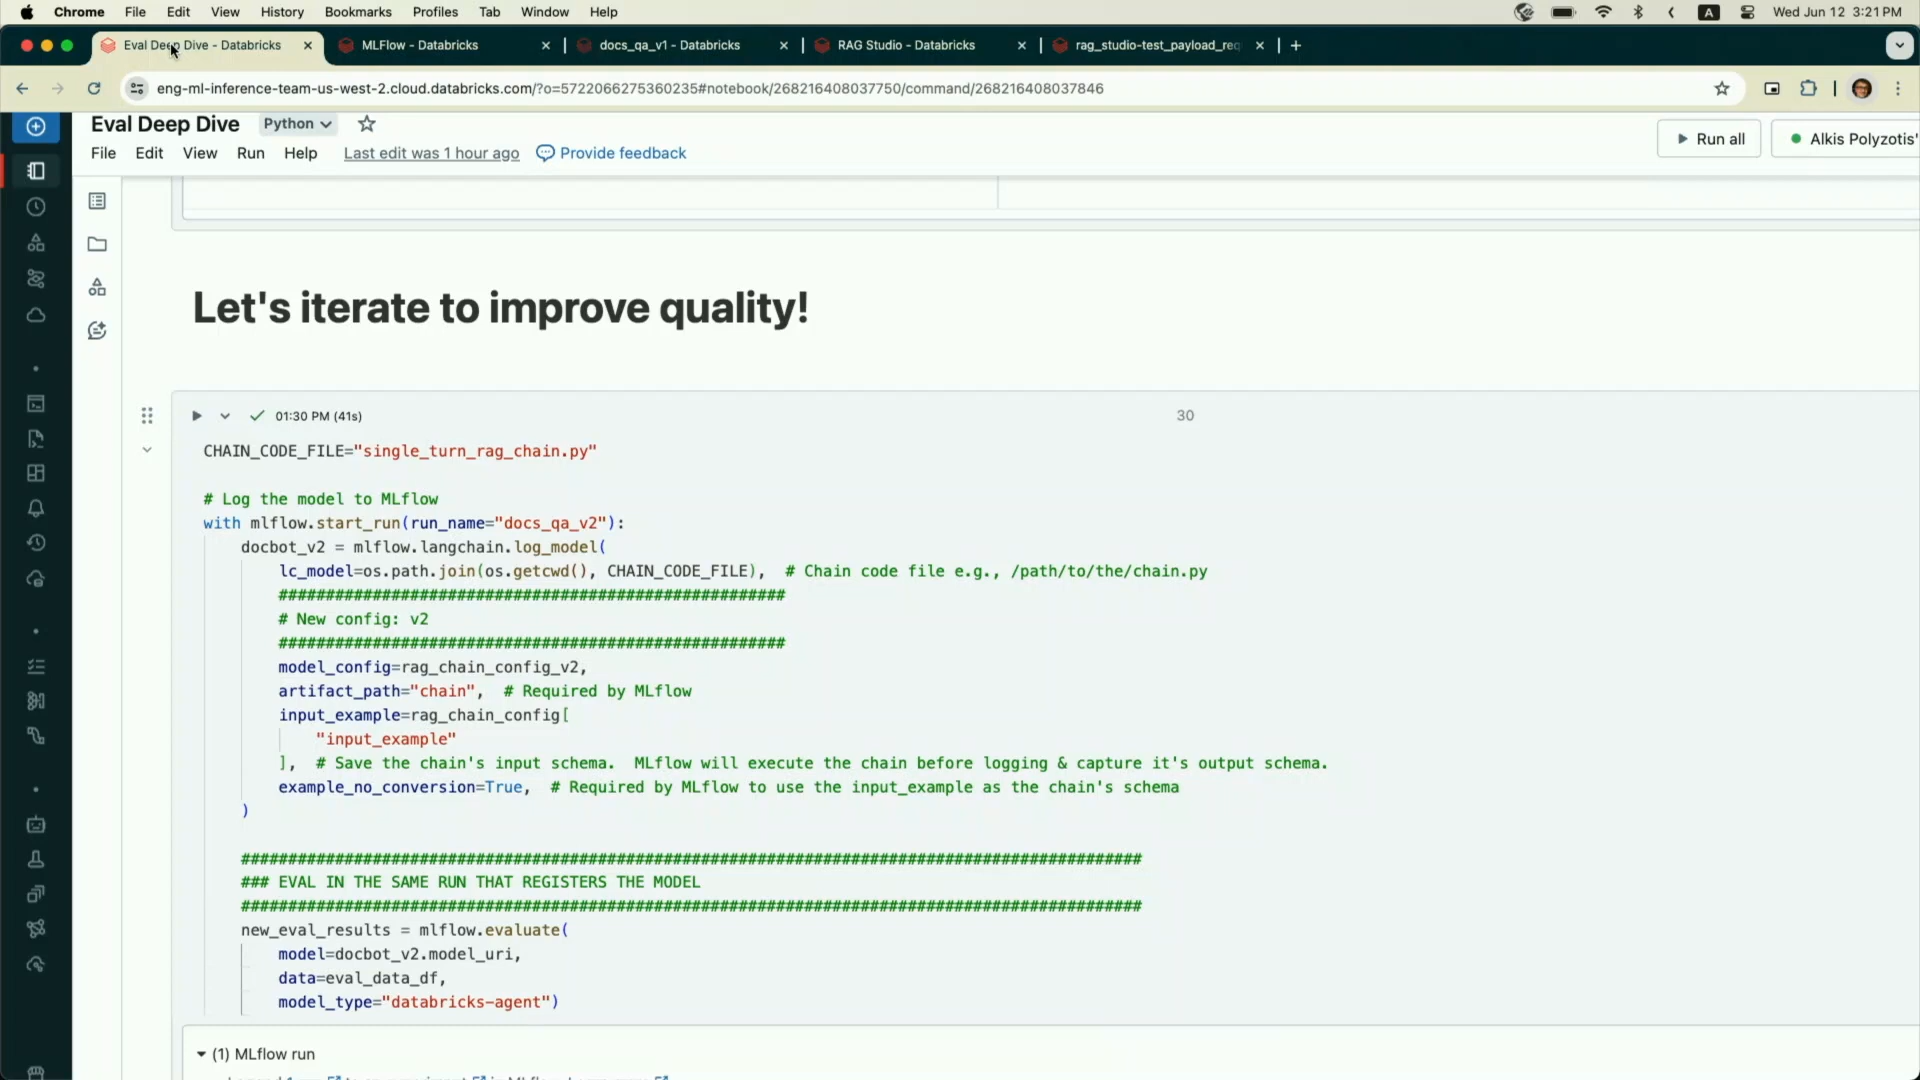 Chrome File Edit View History Bookmarks Profiles Tab Window Help A Wed Jun 12 3:21 PM
Eval Deep Dive - Databricks MLFlow - Databricks docs_qa_v1 - Databricks RAG Studio - Databricks rag_studio-test_payload_req
eng-ml-inference-team-us-west-2.cloud.databricks.com/?o=5722066275360235#notebook/268216408037750/command/268216408037846
Eval Deep Dive Python
Run all Alkis Polyzotis'
File Edit View Run Help Last edit was 1 hour ago Provide feedback
Let's iterate to improve quality!
01:30 PM (41s) 30
CHAIN_CODE_FILE="single_turn_rag_chain.py"
# Log the model to MLflow
with mlflow.start_run(run_name="docs_qa_v2"):
docbot_v2 = mlflow.langchain.log_model(
lc_model=os.path.join(os.getcwd(), CHAIN_CODE_FILE),  # Chain code file e.g., /path/to/the/chain.py
######################################################
# New config: v2
######################################################
model_config=rag_chain_config_v2,
artifact_path="chain",  # Required by MLflow
input_example=rag_chain_config[
"input_example"
],  # Save the chain's input schema.  MLflow will execute the chain before logging & capture it's output schema.
example_no_conversion=True,  # Required by MLflow to use the input_example as the chain's schema
)
################################################################################################
### EVAL IN THE SAME RUN THAT REGISTERS THE MODEL
################################################################################################
new_eval_results = mlflow.evaluate(
model=docbot_v2.model_uri,
data=eval_data_df,
model_type="databricks-agent")
(1) MLflow run